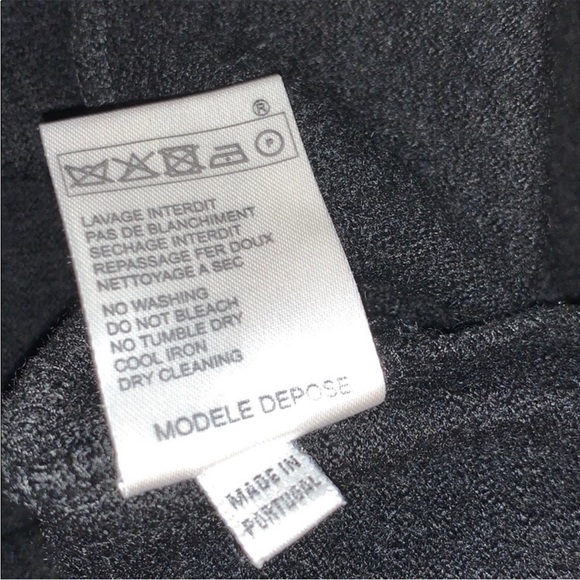 ®
P
LAVAGE INTERDIT
PAS DE BLANCHIMENT
SECHAGE INTERDIT
REPASSAGE FER DOUX
NETTOYAGE A SEC
NO WASHING
DO NOT BLEACH
NO TUMBLE DRY
COOL IRON
DRY CLEANING
MODELE DEPOSE
MADE IN
PORTUGAL